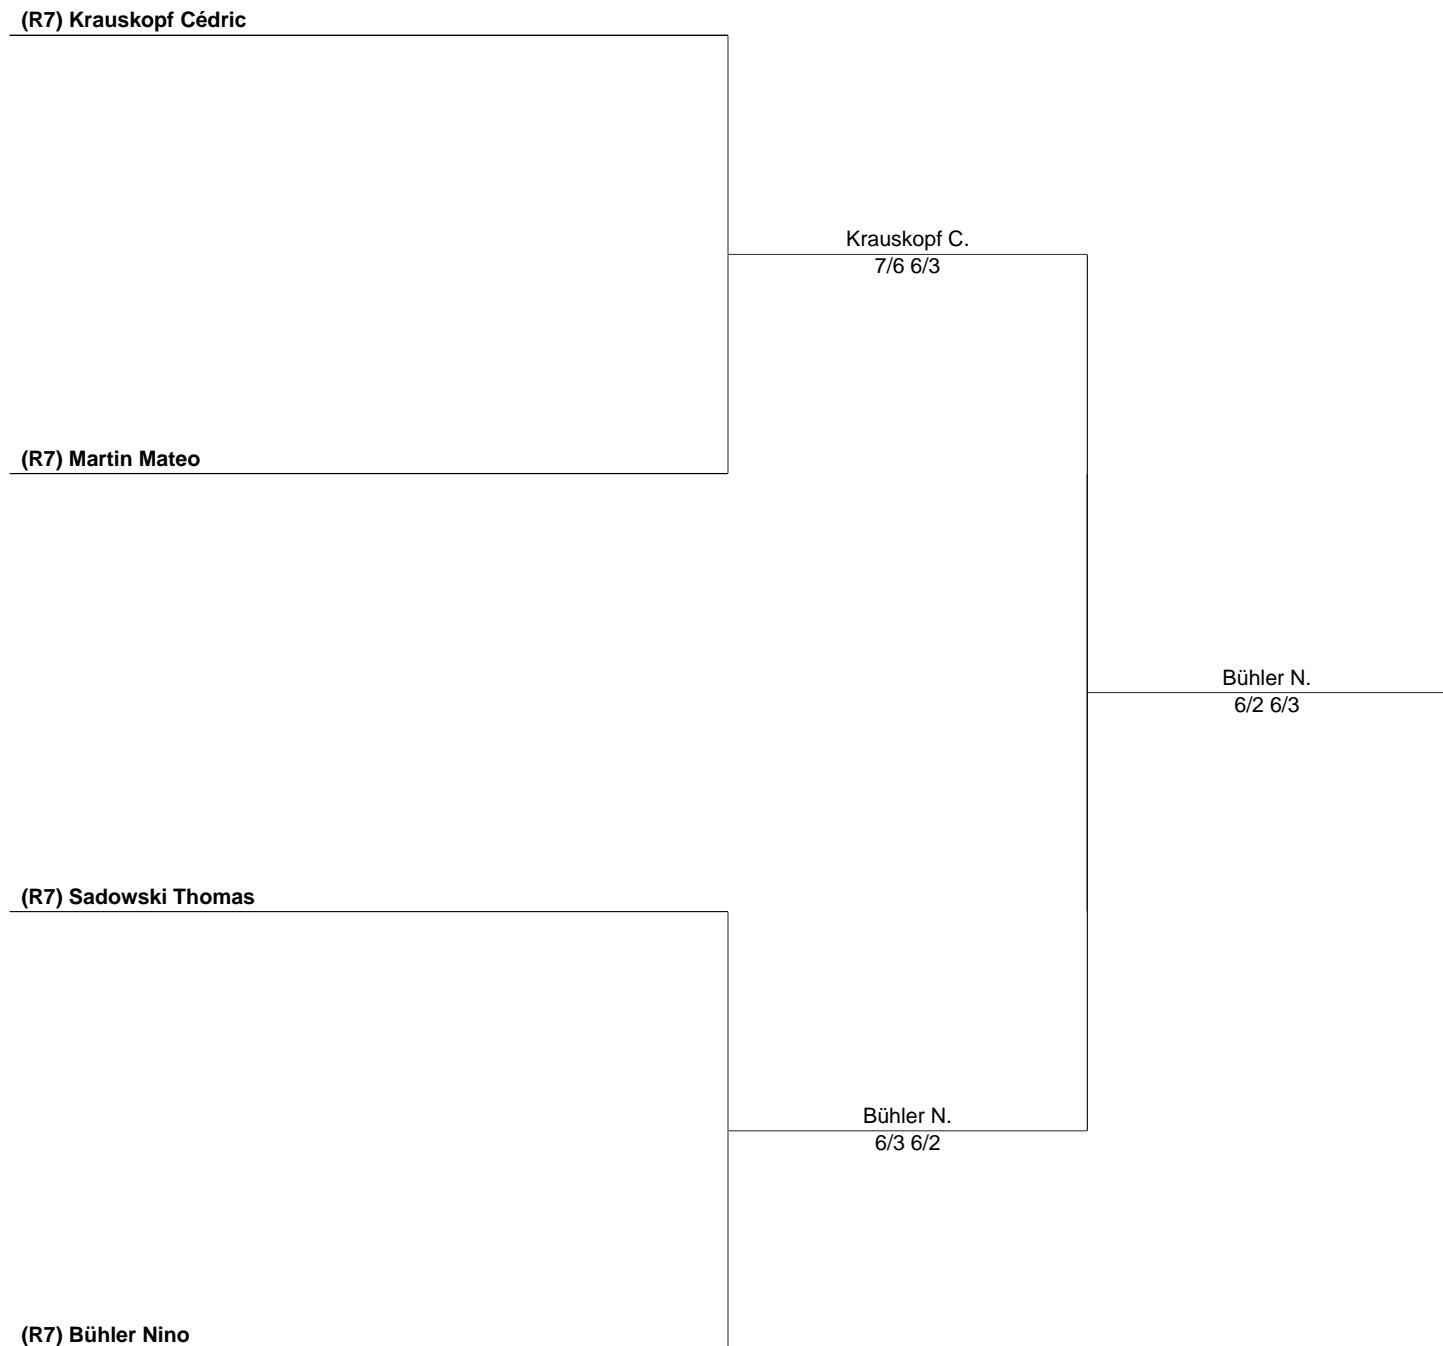 (R7) Krauskopf Cédric
Krauskopf C.
7/6 6/3
(R7) Martin Mateo
Bühler N.
6/2 6/3
(R7) Sadowski Thomas
Bühler N.
6/3 6/2
(R7) Bühler Nino